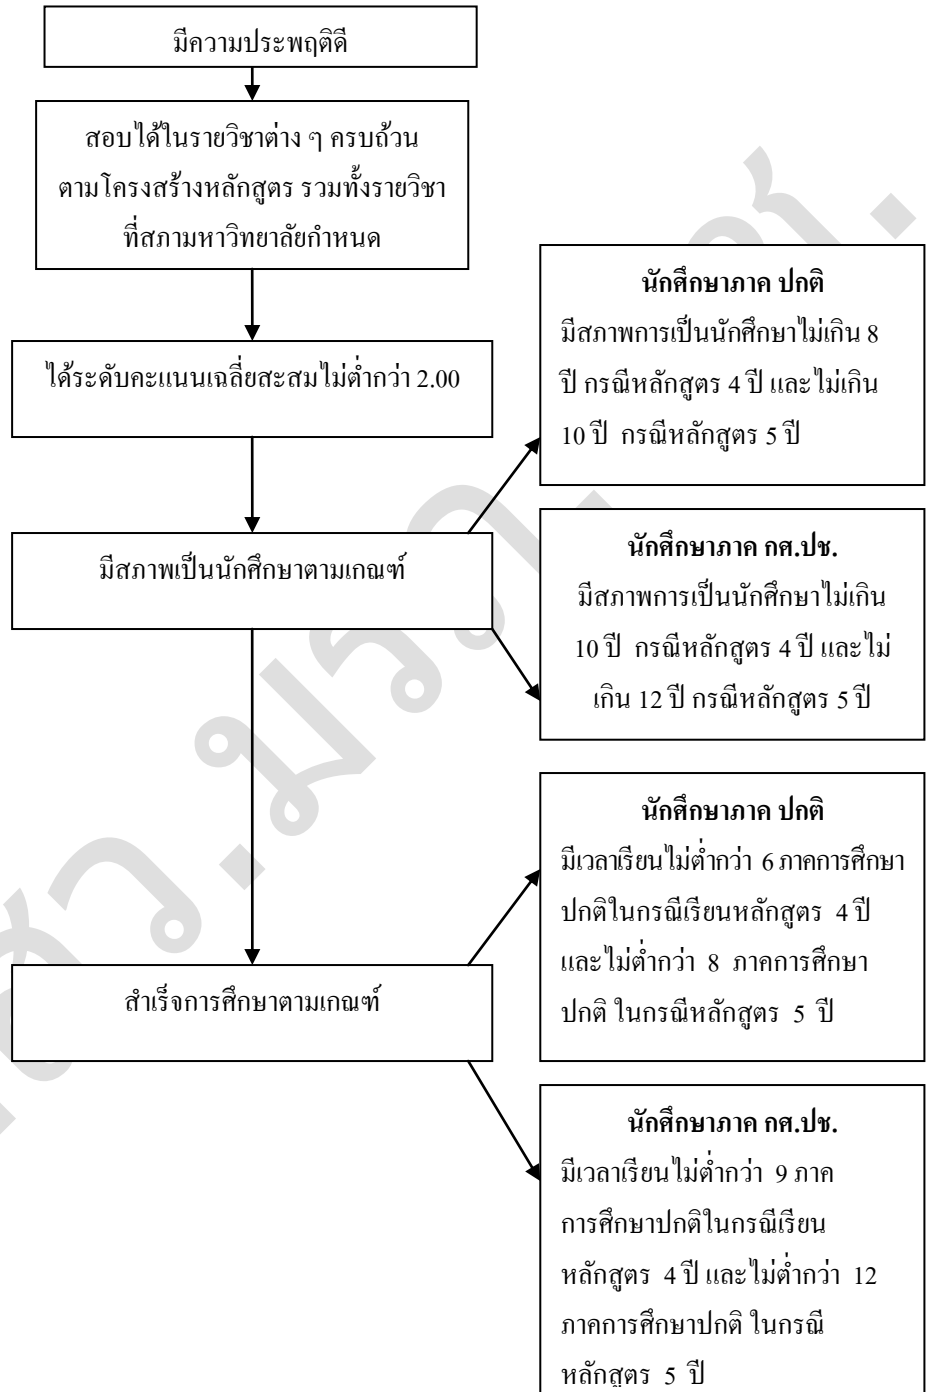 มีความประพฤติดี
สอบได้ในรายวิชาต่าง ๆ ครบถ้วน
ตามโครงสร้างหลักสูตร รวมทั้งรายวิชา
ที่สภามหาวิทยาลัยกำหนด
ได้ระดับคะแนนเฉลี่ยสะสมไม่ต่ำกว่า 2.00
มีสภาพเป็นนักศึกษาตามเกณฑ์
นักศึกษาภาค ปกติ
มีสภาพการเป็นนักศึกษาไม่เกิน 8
ปี กรณีหลักสูตร 4 ปี และไม่เกิน
10 ปี กรณีหลักสูตร 5 ปี
นักศึกษาภาค กศ.ปช.
มีสภาพการเป็นนักศึกษาไม่เกิน
10 ปี กรณีหลักสูตร 4 ปี และไม่
เกิน 12 ปี กรณีหลักสูตร 5 ปี
สำเร็จการศึกษาตามเกณฑ์
นักศึกษาภาค ปกติ
มีเวลาเรียนไม่ต่ำกว่า 6 ภาคการศึกษา
ปกติในกรณีเรียนหลักสูตร 4 ปี
และไม่ต่ำกว่า 8 ภาคการศึกษา
ปกติ ในกรณีหลักสูตร 5 ปี
นักศึกษาภาค กศ.ปช.
มีเวลาเรียนไม่ต่ำกว่า 9 ภาค
การศึกษาปกติในกรณีเรียน
หลักสูตร 4 ปี และไม่ต่ำกว่า 12
ภาคการศึกษาปกติ ในกรณี
หลักสูตร 5 ปี